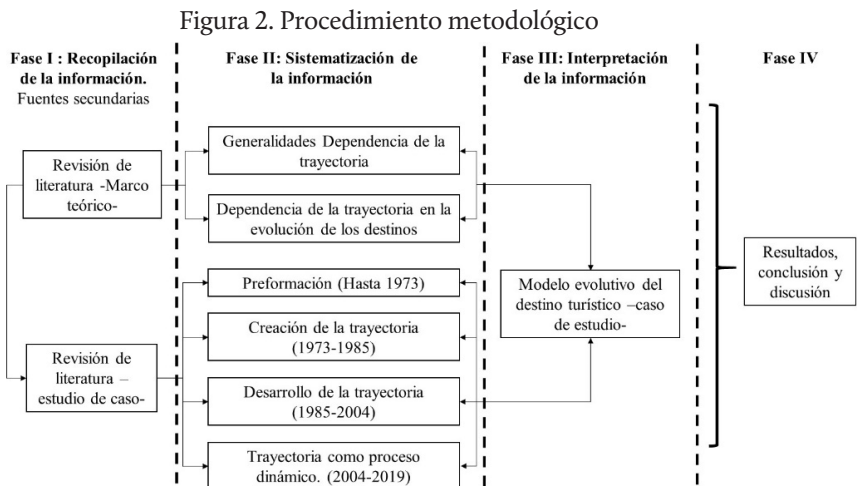 Figura 2. Procedimiento metodológico
Fase I : Recopilación
de la información.
Fuentes secundarias
Fase II: Sistematización de
la información
Fase III: Interpretación
de la información
Fase IV
Revisión de
literatura -Marco
teórico-
Revisión de
literatura –
estudio de caso-
Generalidades Dependencia de la
trayectoria
Dependencia de la trayectoria en la
evolución de los destinos
Preformación (Hasta 1973)
Creación de la trayectoria
(1973-1985)
Desarrollo de la trayectoria
(1985-2004)
Trayectoria como proceso
dinámico. (2004-2019)
Modelo evolutivo del
destino turístico –caso
de estudio-
Resultados,
conclusión y
discusión